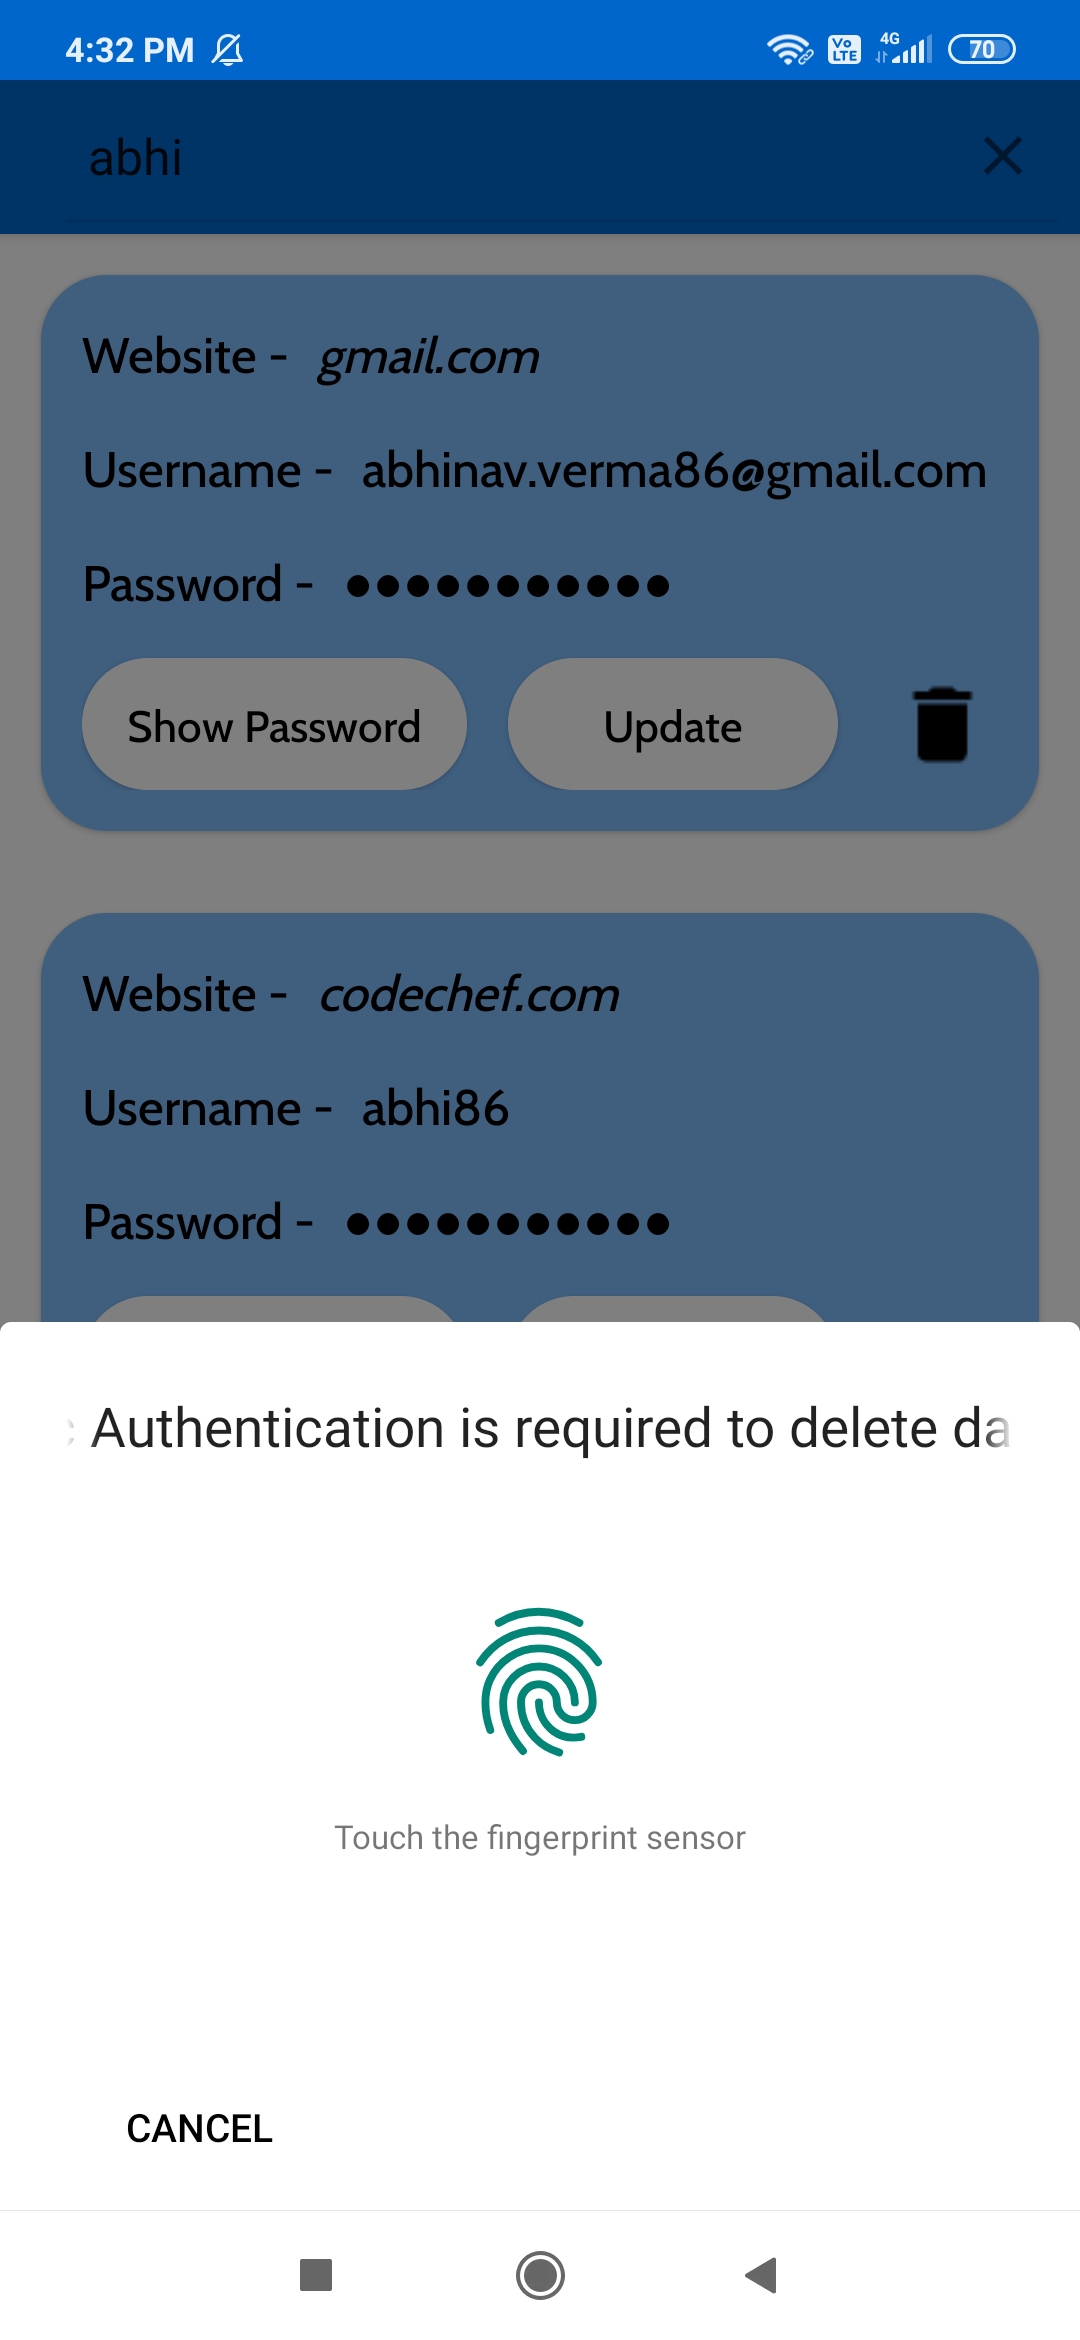 4:32 PM Vo LTE 4G 70
abhi
Website - gmail.com
Username - abhinav.verma86@gmail.com
Password - ●●●●●●●●●●●
Show Password Update
Website - codechef.com
Username - abhi86
Password - ●●●●●●●●●●●
Authentication is required to delete da
Touch the fingerprint sensor
CANCEL